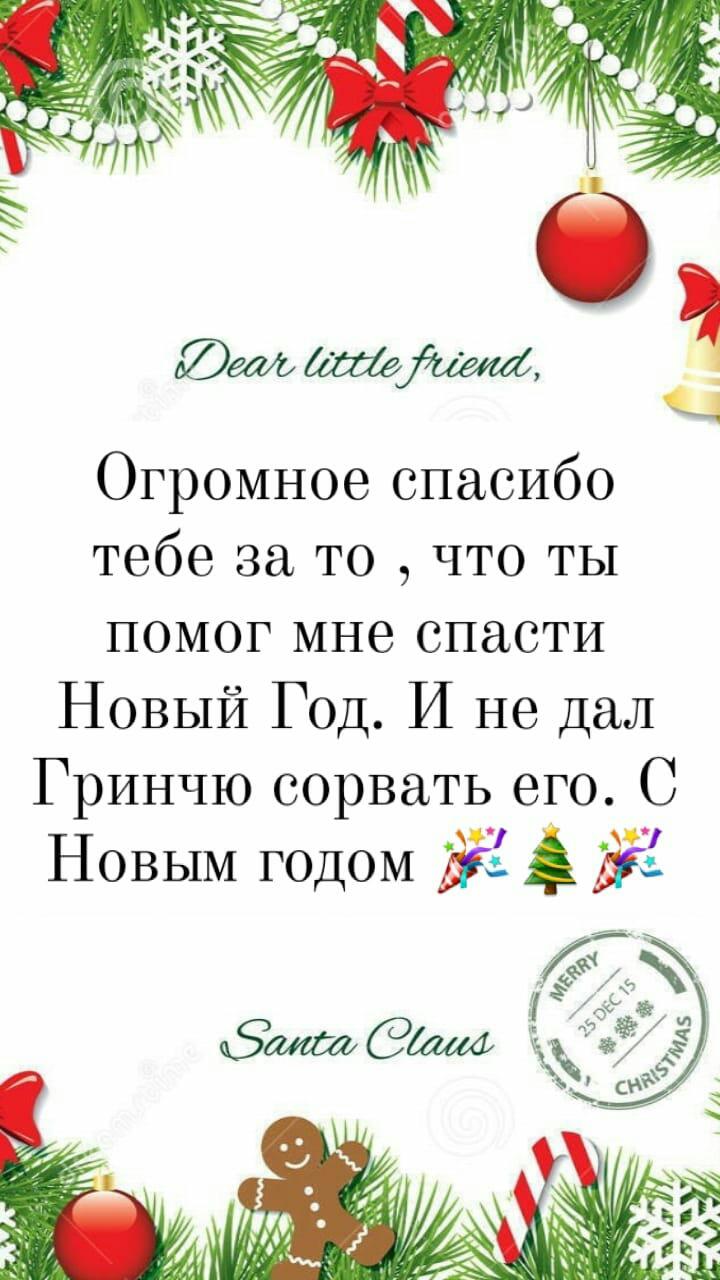 Dear little friend,
Огромное спасибо
тебе за то , что ты
помог мне спасти
Новый Год. И не дал
Гринчю сорвать его. С
Новым годом 🎉🎄🎉
MERRY
25 DEC 15
CHRISTMAS
Santa Claus